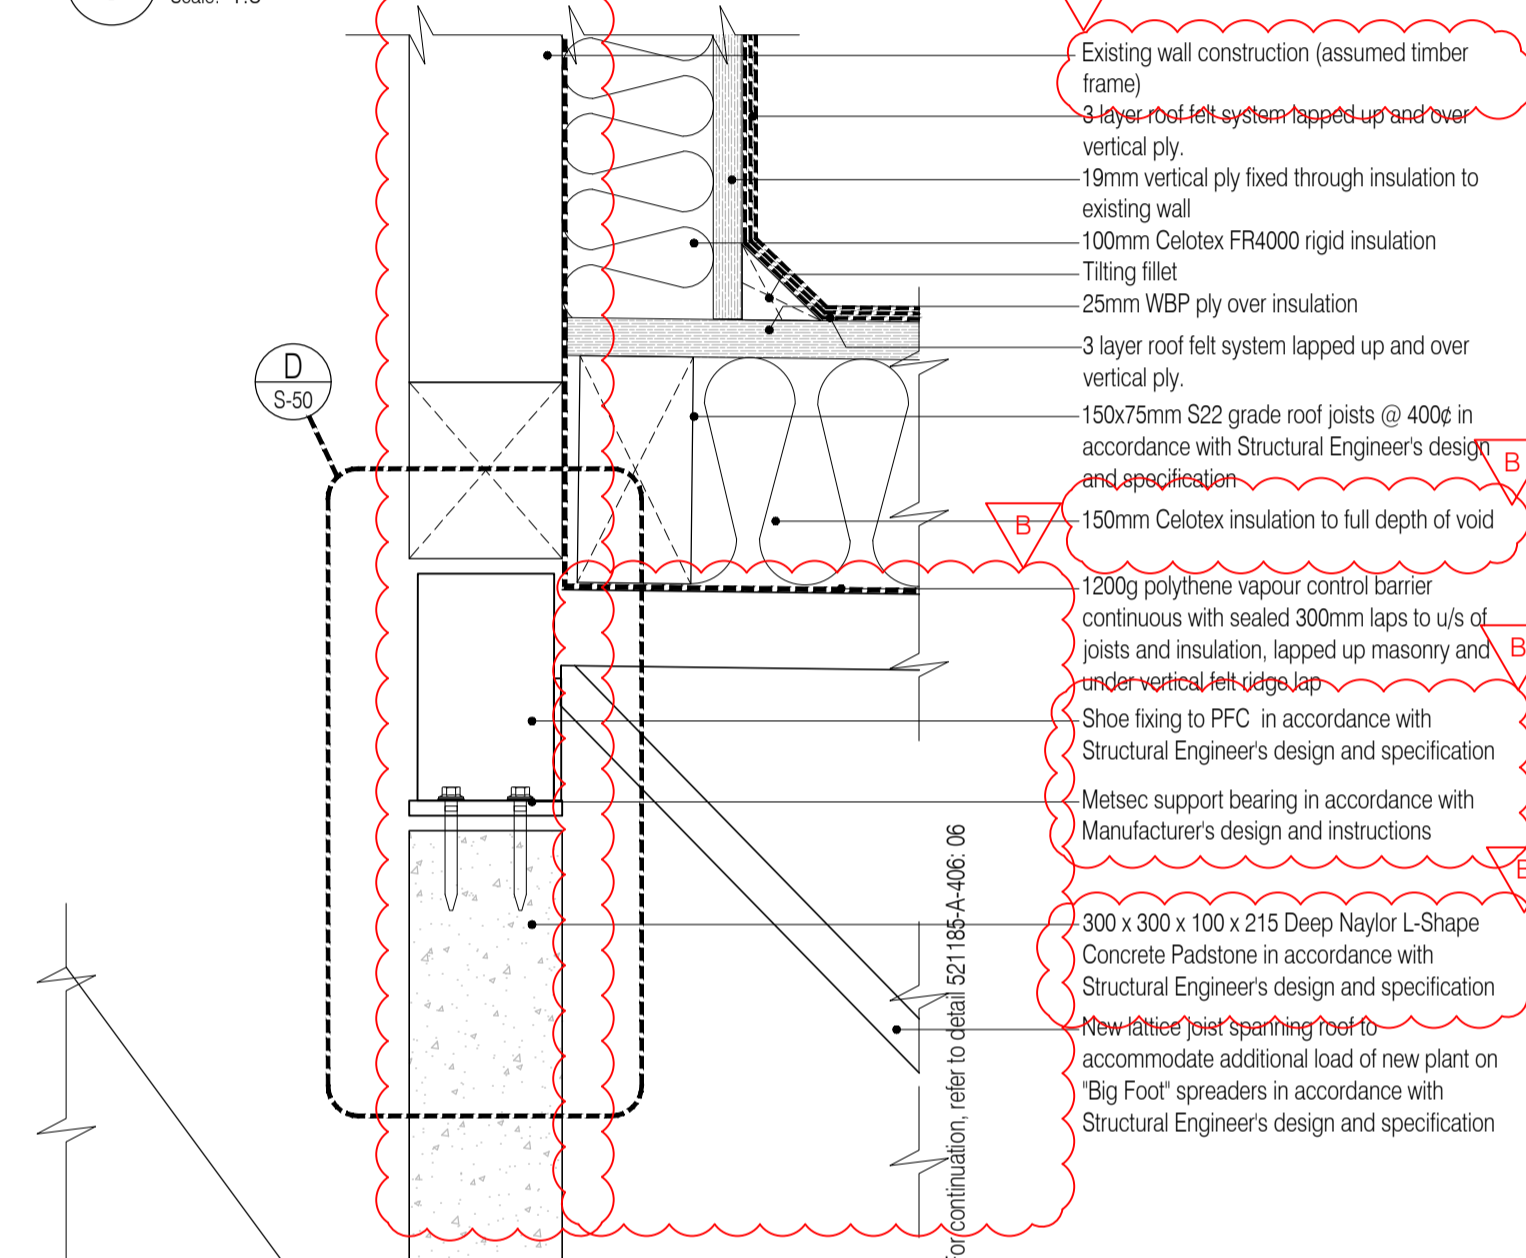 Existing wall construction (assumed timber
frame)
3 layer roof felt system lapped up and over
vertical ply.
19mm vertical ply fixed through insulation to
existing wall
100mm Celotex FR4000 rigid insulation
Tilting fillet
25mm WBP ply over insulation
3 layer roof felt system lapped up and over
vertical ply.
150x75mm S22 grade roof joists @ 400¢ in
accordance with Structural Engineer's design
and specification
B
150mm Celotex insulation to full depth of void
B
1200g polythene vapour control barrier
continuous with sealed 300mm laps to u/s of
joists and insulation, lapped up masonry and
under vertical felt ridge lap
B
Shoe fixing to PFC in accordance with
Structural Engineer's design and specification
Metsec support bearing in accordance with
Manufacturer's design and instructions
300 x 300 x 100 x 215 Deep Naylor L-Shape
Concrete Padstone in accordance with
Structural Engineer's design and specification
New lattice joist spanning roof to
accommodate additional load of new plant on
"Big Foot" spreaders in accordance with
Structural Engineer's design and specification
D
S-50
For continuation, refer to detail 521185-A-406: 06